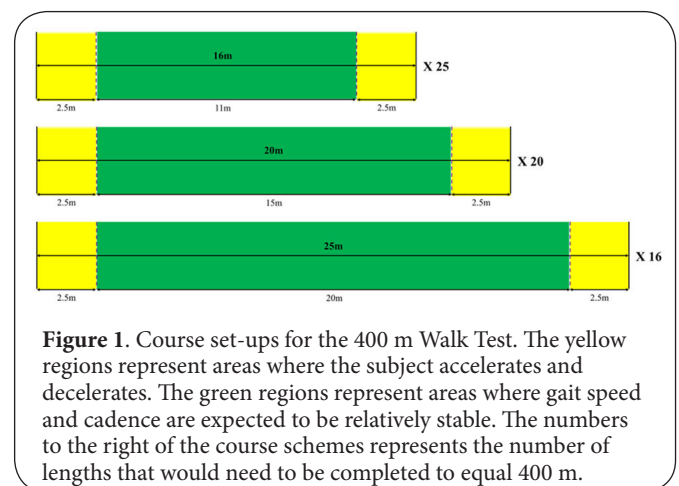 16m
X 25
2.5m 11m 2.5m
20m
X 20
2.5m 15m 2.5m
25m
X 16
2.5m 20m 2.5m
Figure 1. Course set-ups for the 400 m Walk Test. The yellow
regions represent areas where the subject accelerates and
decelerates. The green regions represent areas where gait speed
and cadence are expected to be relatively stable. The numbers
to the right of the course schemes represents the number of
lengths that would need to be completed to equal 400 m.